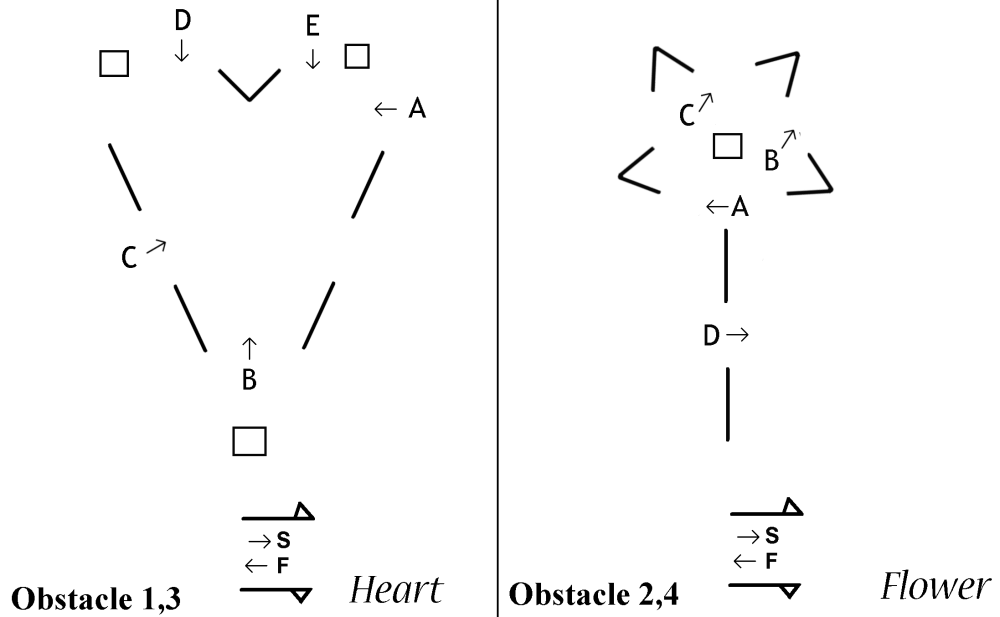 D
E
← A
C ↗
↑
B
→ S
← F
Obstacle 1,3
Heart
C ↗
B ↗
← A
D →
→ S
← F
Obstacle 2,4
Flower